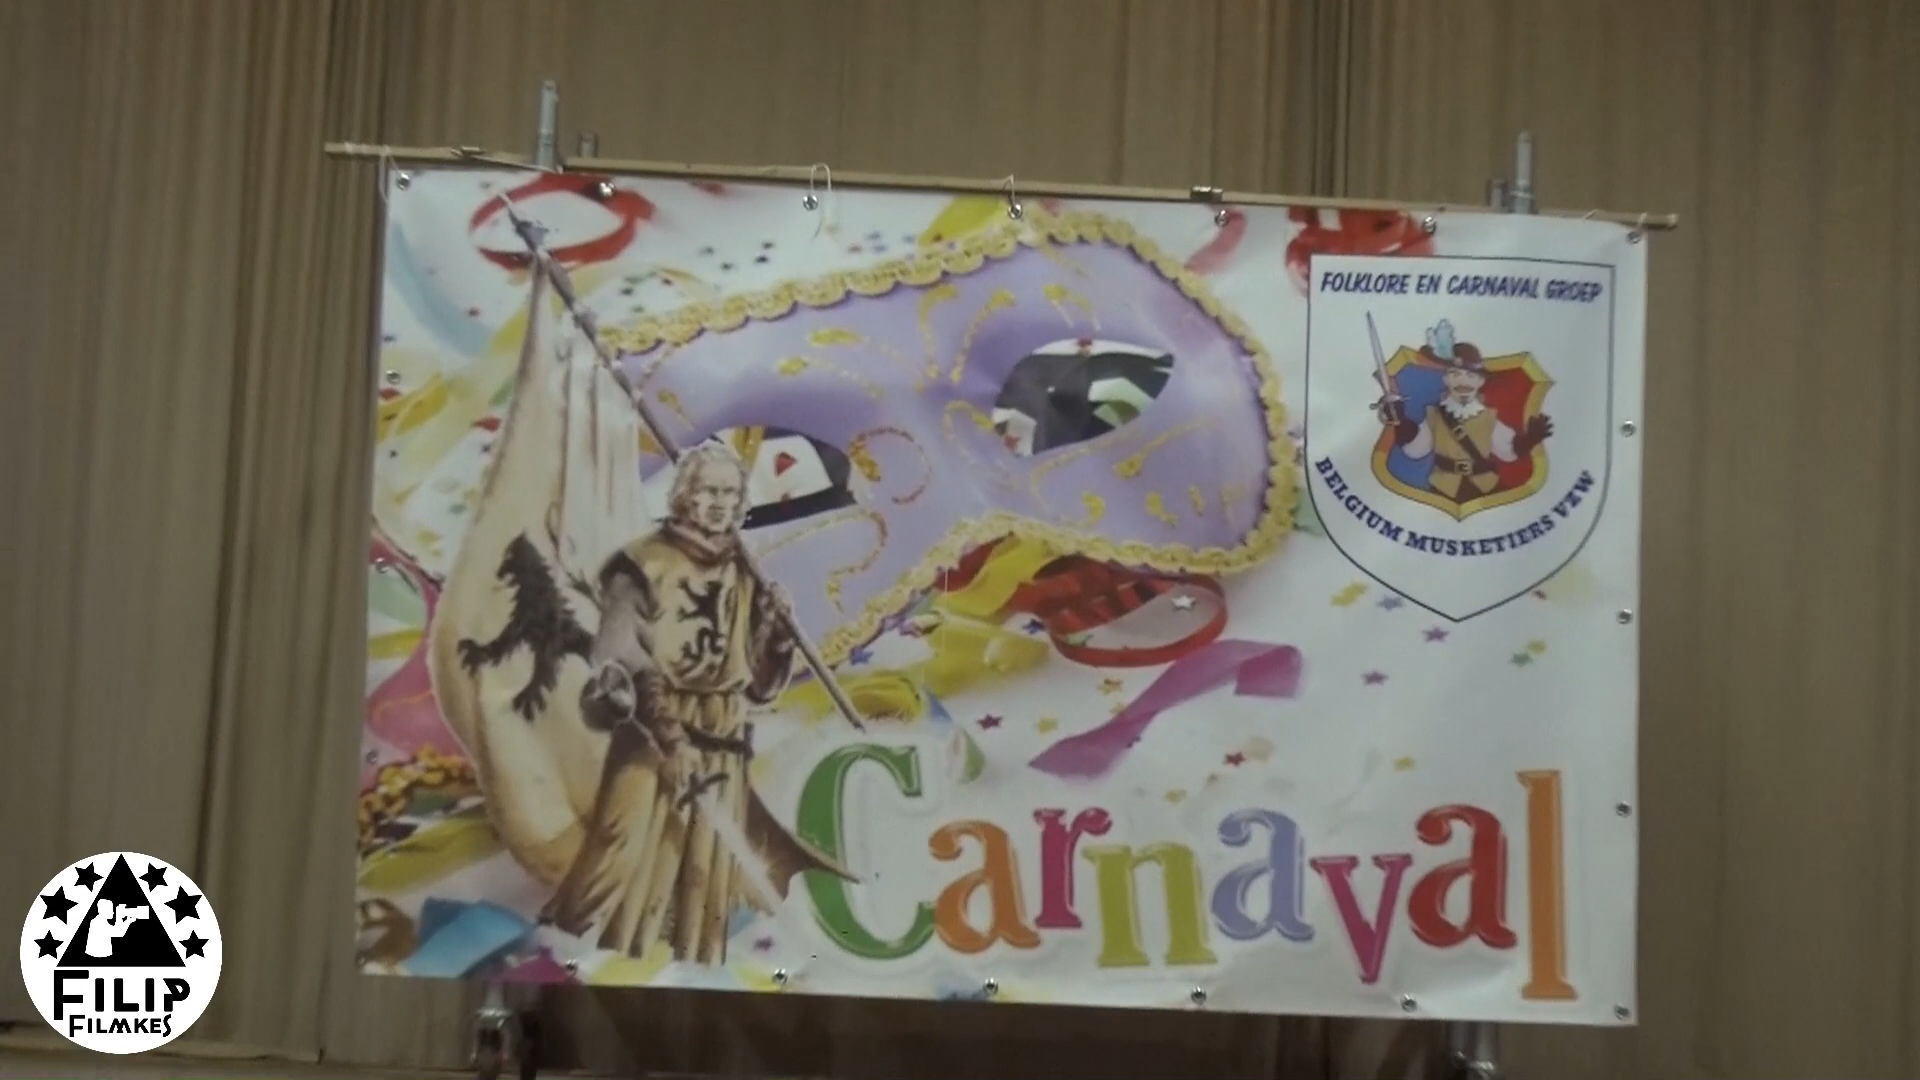 FOLKLORE EN CARNAVAL GROEP
BELGIUM MUSKETIERS VZW
Carnaval
FILIP
FILMKES